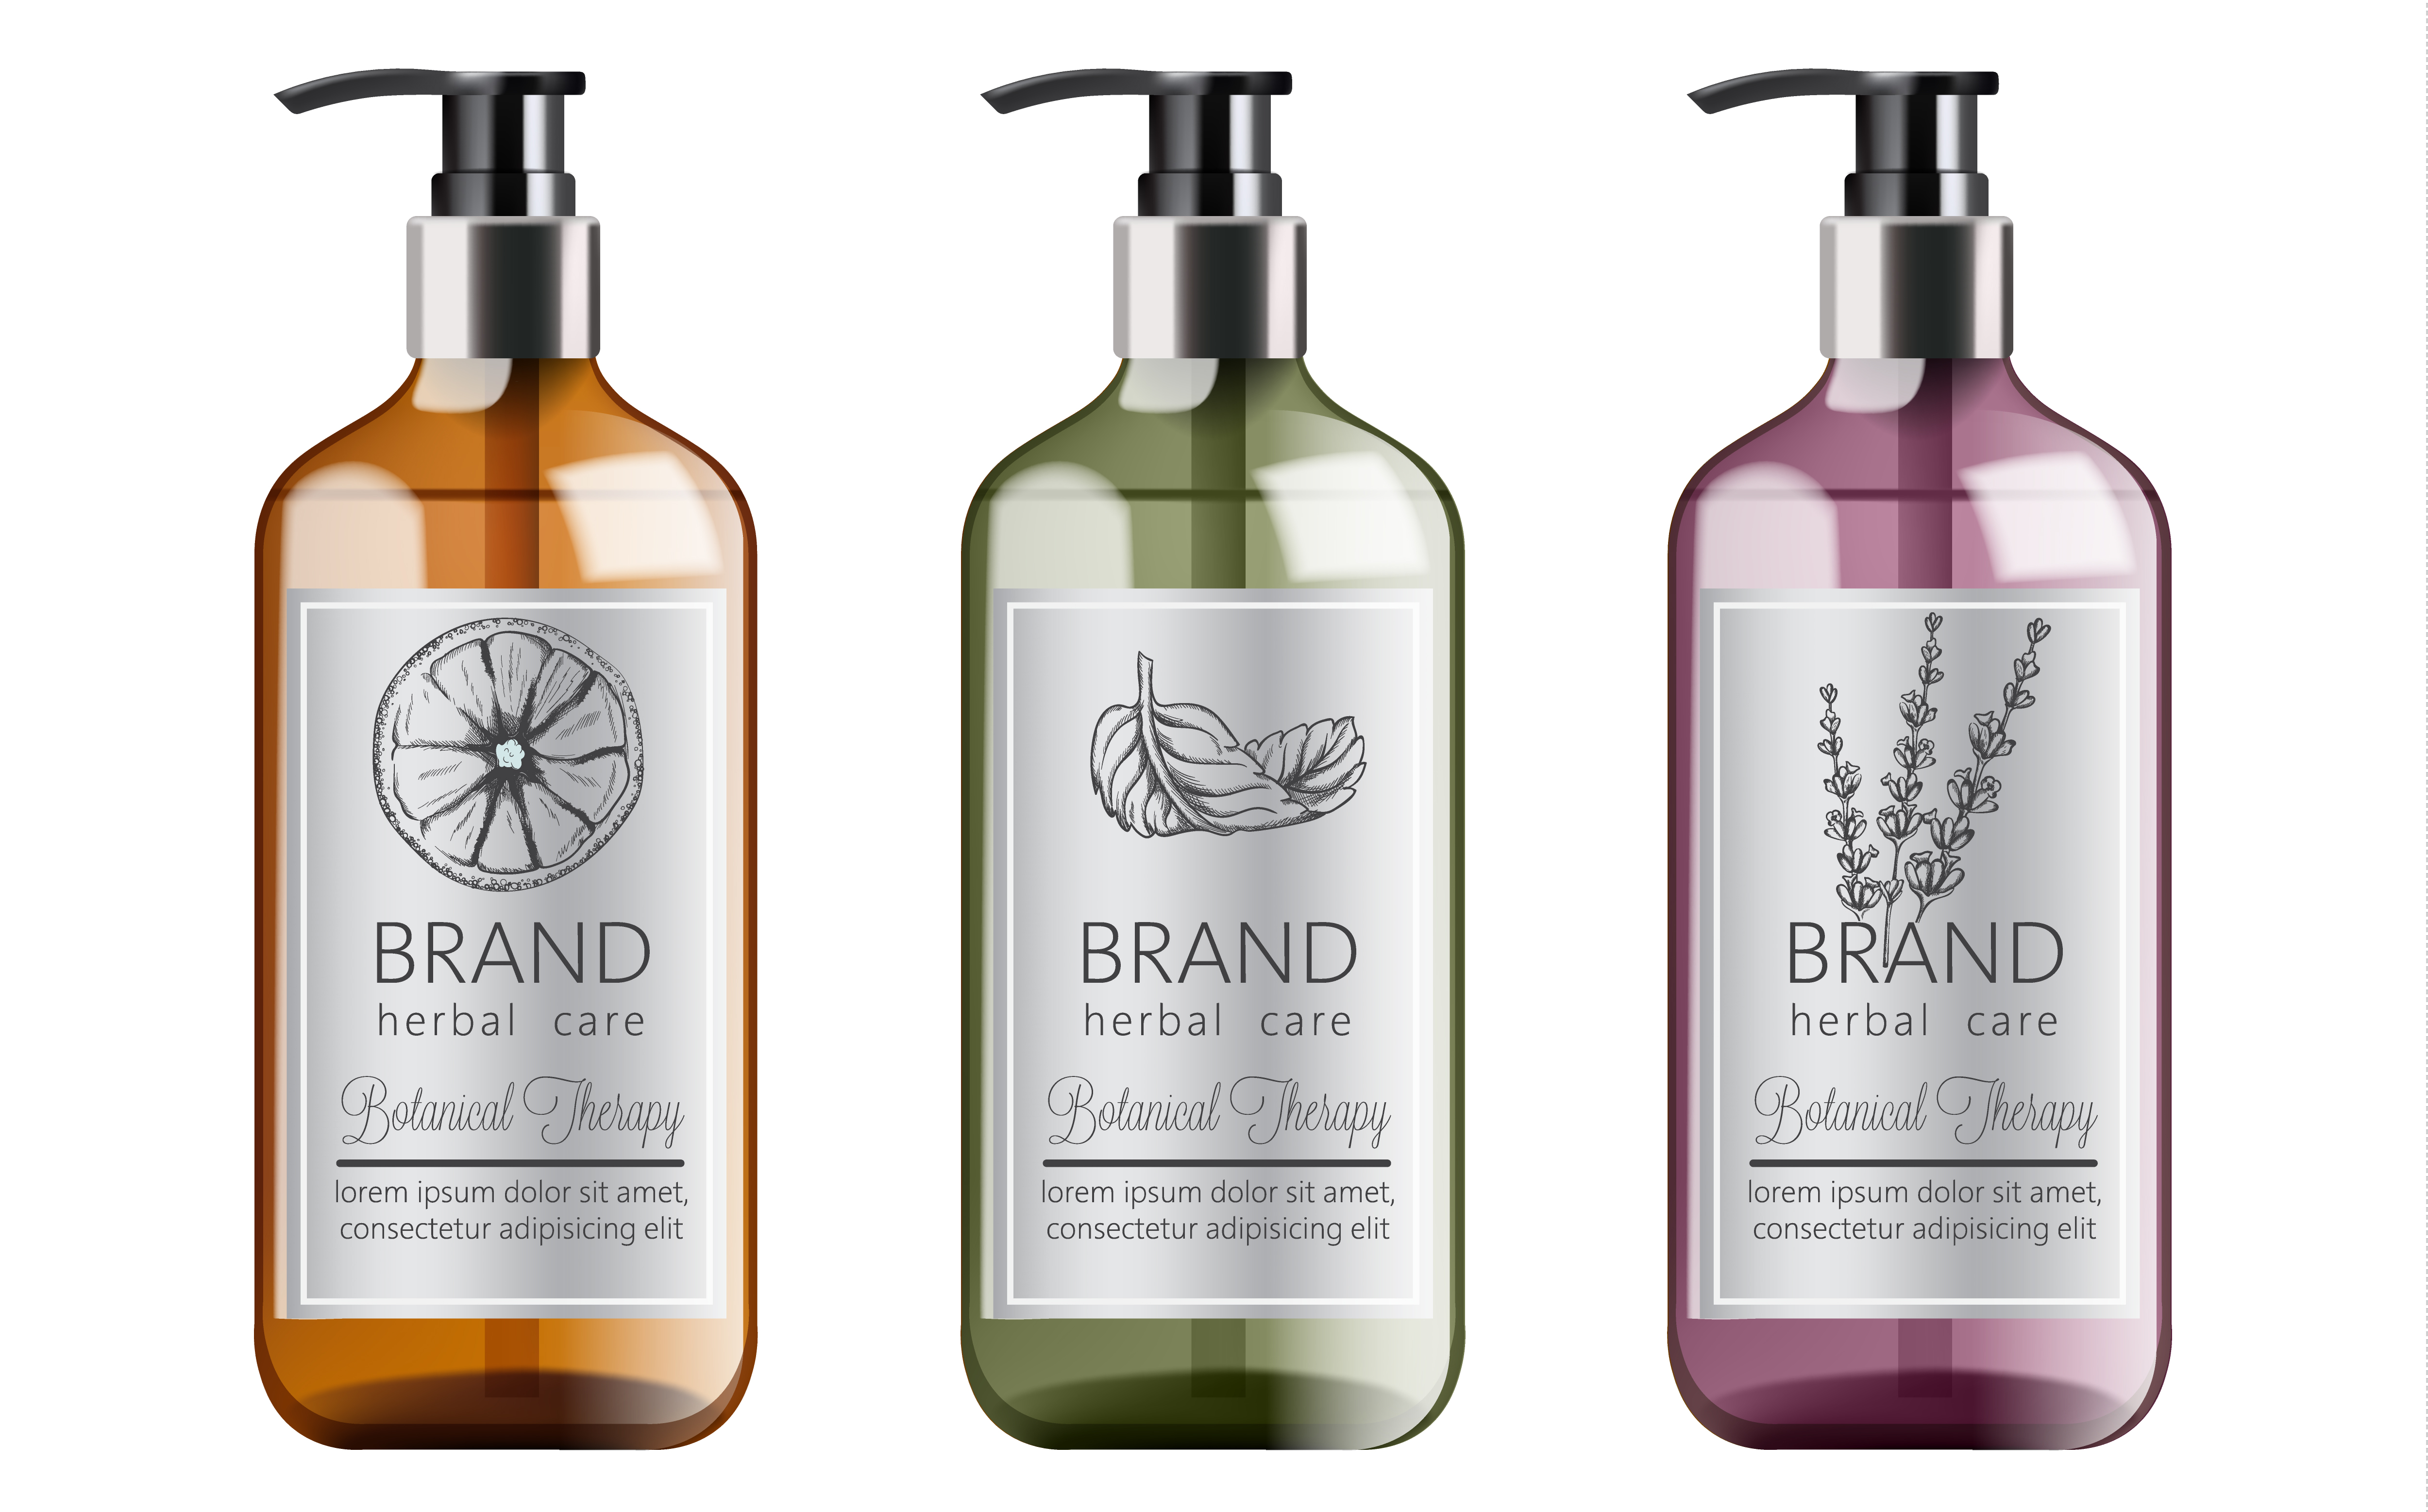 BRAND
herbal care
Botanical Therapy
lorem ipsum dolor sit amet,
consectetur adipisicing elit
BRAND
herbal care
Botanical Therapy
lorem ipsum dolor sit amet,
consectetur adipisicing elit
BRAND
herbal care
Botanical Therapy
lorem ipsum dolor sit amet,
consectetur adipisicing elit